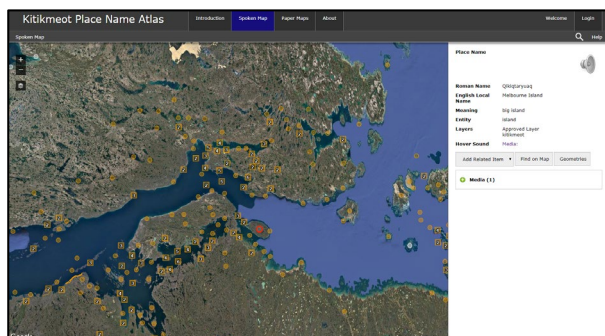 Kitikmeot Place Name Atlas
Introduction
Spoken Map
Paper Maps
About
Welcome
Login
Spoken Map
Help
Place Name
Roman Name Qikiqtaryuaq
English Local Name Melbourne Island
Meaning big island
Entity island
Layers Approved Layer
kitikmeot
Hover Sound Media:
Add Related Item
Find on Map
Geometries
Media (1)
Google